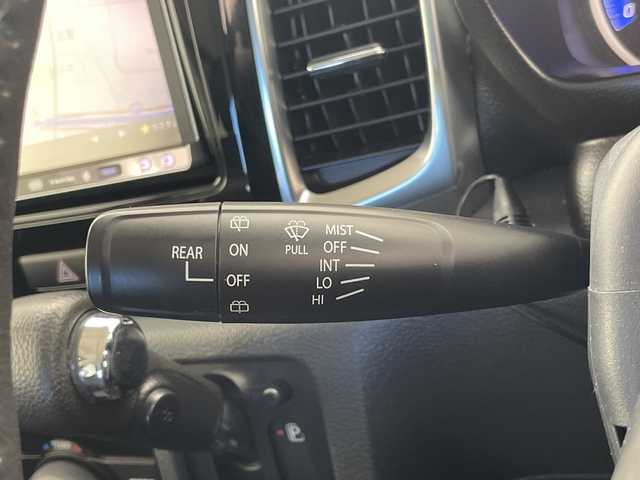 REAR
ON
OFF
PULL
MIST
OFF
INT
LO
HI